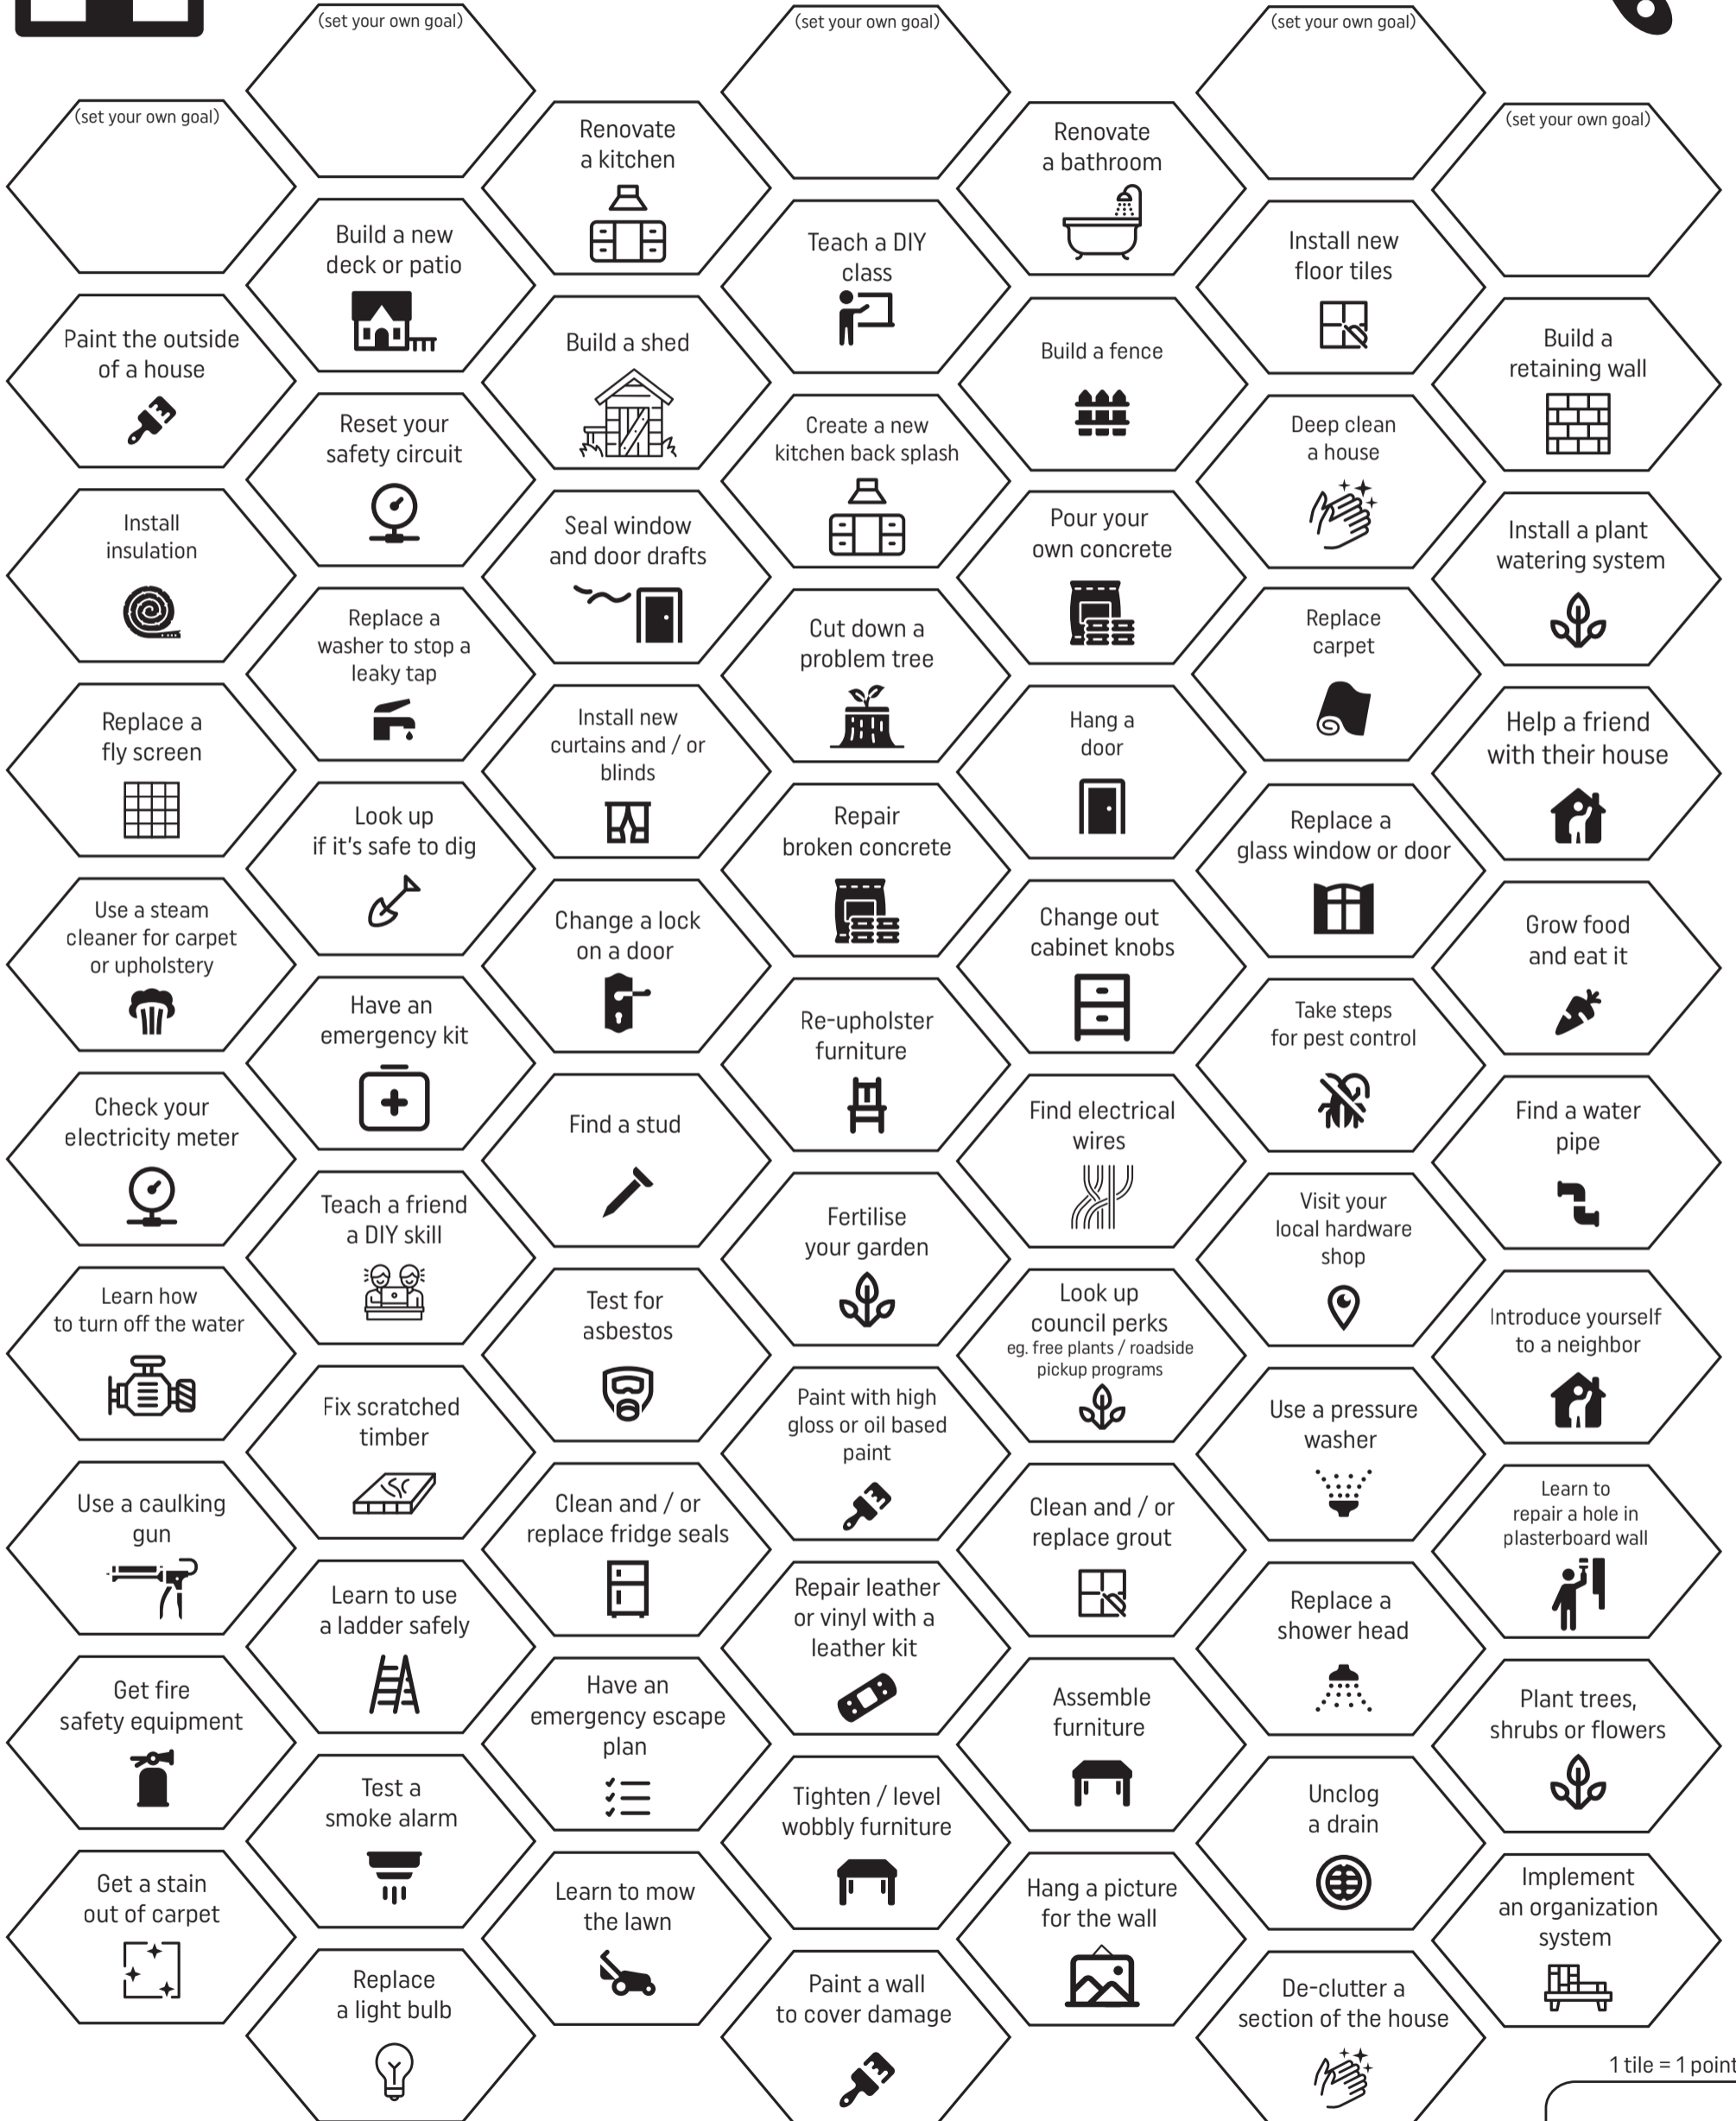 (set your own goal)
(set your own goal)
(set your own goal)
(set your own goal)
(set your own goal)
Renovate
a kitchen
Renovate
a bathroom
Build a new
deck or patio
Teach a DIY
class
Install new
floor tiles
Paint the outside
of a house
Build a shed
Build a fence
Build a
retaining wall
Reset your
safety circuit
Create a new
kitchen back splash
Deep clean
a house
Install
insulation
Seal window
and door drafts
Pour your
own concrete
Install a plant
watering system
Replace a
washer to stop a
leaky tap
Cut down a
problem tree
Replace
carpet
Replace a
fly screen
Install new
curtains and / or
blinds
Hang a
door
Help a friend
with their house
Look up
if it's safe to dig
Repair
broken concrete
Replace a
glass window or door
Use a steam
cleaner for carpet
or upholstery
Change a lock
on a door
Change out
cabinet knobs
Grow food
and eat it
Have an
emergency kit
Re-upholster
furniture
Take steps
for pest control
Check your
electricity meter
Find a stud
Find electrical
wires
Find a water
pipe
Teach a friend
a DIY skill
Fertilise
your garden
Visit your
local hardware
shop
Learn how
to turn off the water
Test for
asbestos
Look up
council perks
eg. free plants / roadside
pickup programs
Introduce yourself
to a neighbor
Fix scratched
timber
Paint with high
gloss or oil based
paint
Use a pressure
washer
Use a caulking
gun
Clean and / or
replace fridge seals
Clean and / or
replace grout
Learn to
repair a hole in
plasterboard wall
Learn to use
a ladder safely
Repair leather
or vinyl with a
leather kit
Replace a
shower head
Get fire
safety equipment
Have an
emergency escape
plan
Assemble
furniture
Plant trees,
shrubs or flowers
Test a
smoke alarm
Tighten / level
wobbly furniture
Unclog
a drain
Get a stain
out of carpet
Learn to mow
the lawn
Hang a picture
for the wall
Implement
an organization
system
Replace
a light bulb
Paint a wall
to cover damage
De-clutter a
section of the house
1 tile = 1 point